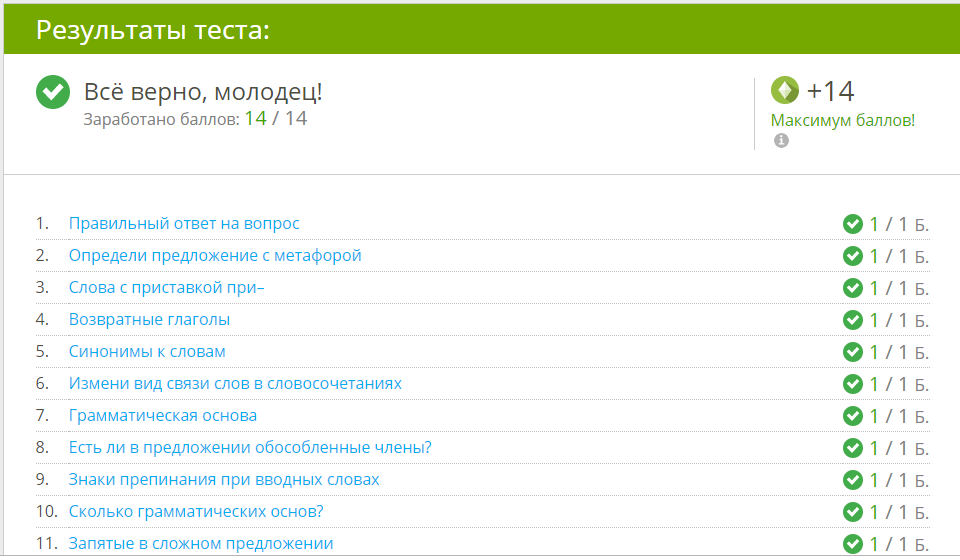 Результаты теста:
Всё верно, молодец!
Заработано баллов: 14 / 14
+14
Максимум баллов!
1. Правильный ответ на вопрос 1 / 1 Б.
2. Определи предложение с метафорой 1 / 1 Б.
3. Слова с приставкой при– 1 / 1 Б.
4. Возвратные глаголы 1 / 1 Б.
5. Синонимы к словам 1 / 1 Б.
6. Измени вид связи слов в словосочетаниях 1 / 1 Б.
7. Грамматическая основа 1 / 1 Б.
8. Есть ли в предложении обособленные члены? 1 / 1 Б.
9. Знаки препинания при вводных словах 1 / 1 Б.
10. Сколько грамматических основ? 1 / 1 Б.
11. Запятые в сложном предложении 1 / 1 Б.